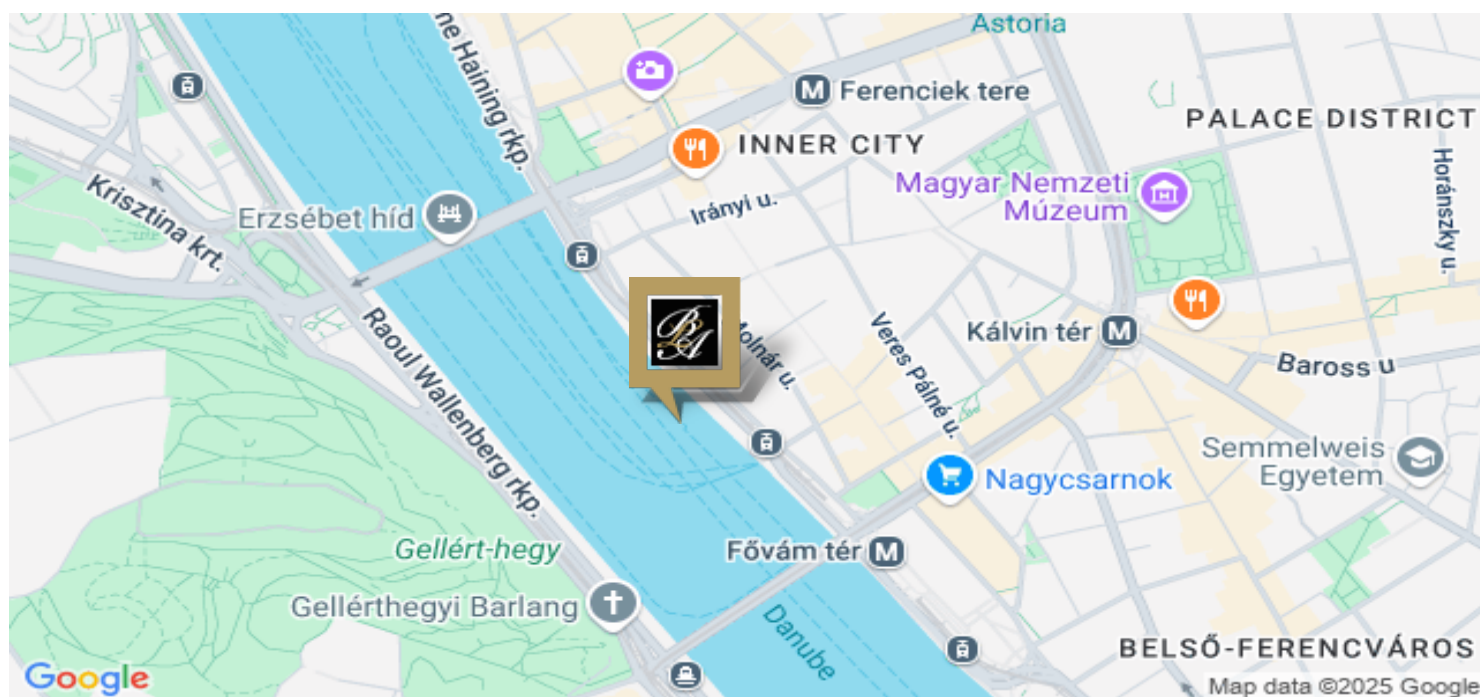 Astoria
ne Haining rkp.
M Ferenciek tere
PALACE DISTRICT
INNER CITY
Horánszky u.
Krisztina krt.
Magyar Nemzeti
Múzeum
Irányi u.
Erzsébet híd
B2A
Molnár u.
Veres Pálné u.
Kálvin tér M
Baross u
Raoul Wallenberg rkp.
Semmelweis
Egyetem
Nagycsarnok
Gellért-hegy
Fővám tér M
Gellérthegyi Barlang
Danube
BELSŐ-FERENCVÁROS
Google
Map data ©2025 Google